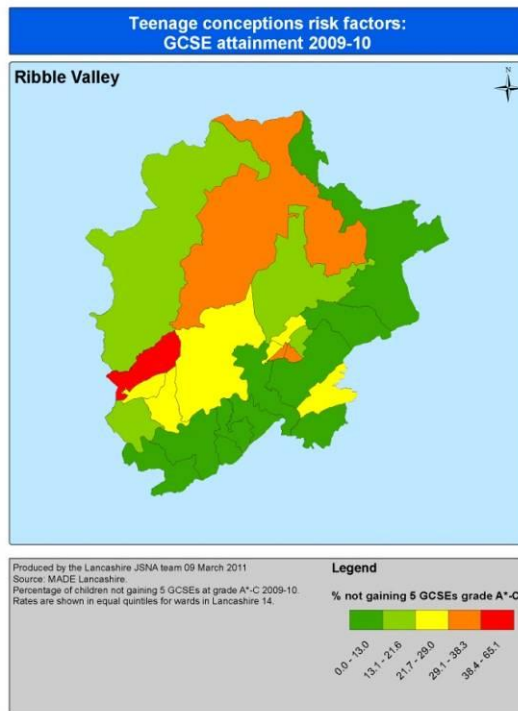 Teenage conceptions risk factors:
GCSE attainment 2009-10
Ribble Valley
N
Produced by the Lancashire JSNA team 09 March 2011
Source: MADE Lancashire.
Percentage of children not gaining 5 GCSEs at grade A*-C 2009-10.
Rates are shown in equal quintiles for wards in Lancashire 14.
Legend
% not gaining 5 GCSEs grade A*-C
0.0 - 13.0
13.1 - 21.6
21.7 - 29.0
29.1 - 38.3
38.4 - 65.1